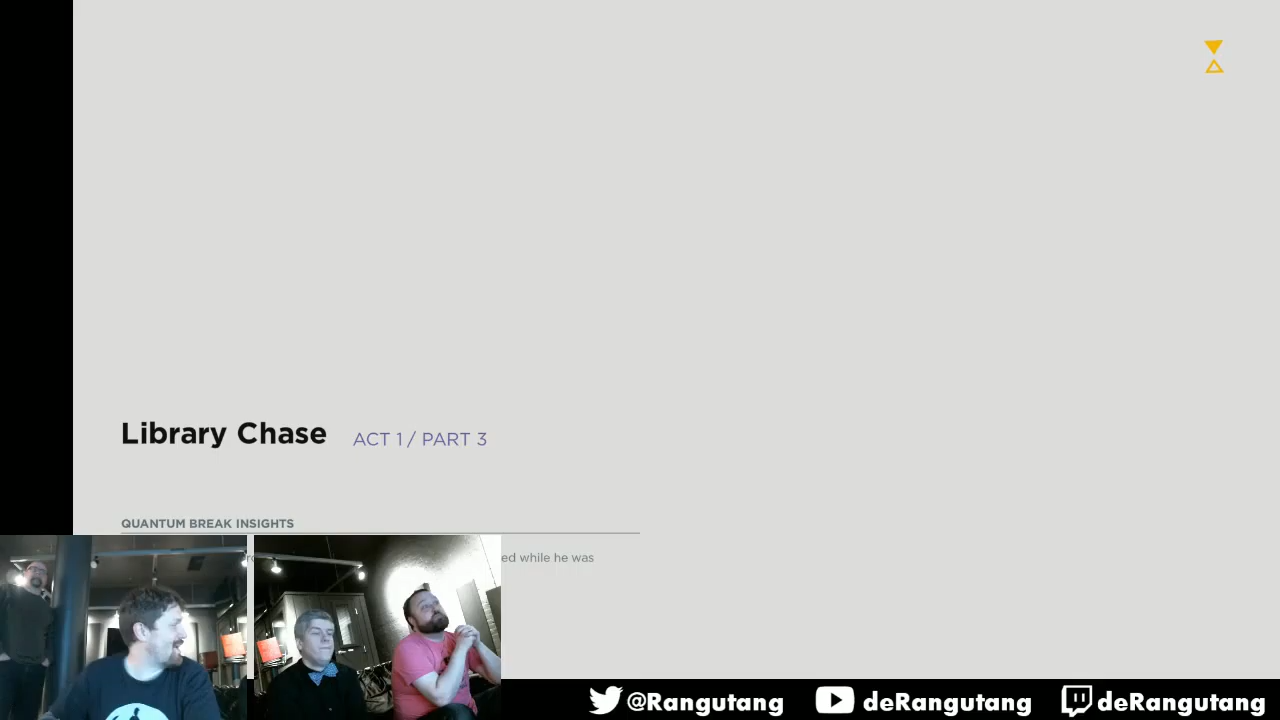 Library Chase ACT 1 / PART 3
QUANTUM BREAK INSIGHTS
ed while he was
@Rangutang deRangutang deRangutang